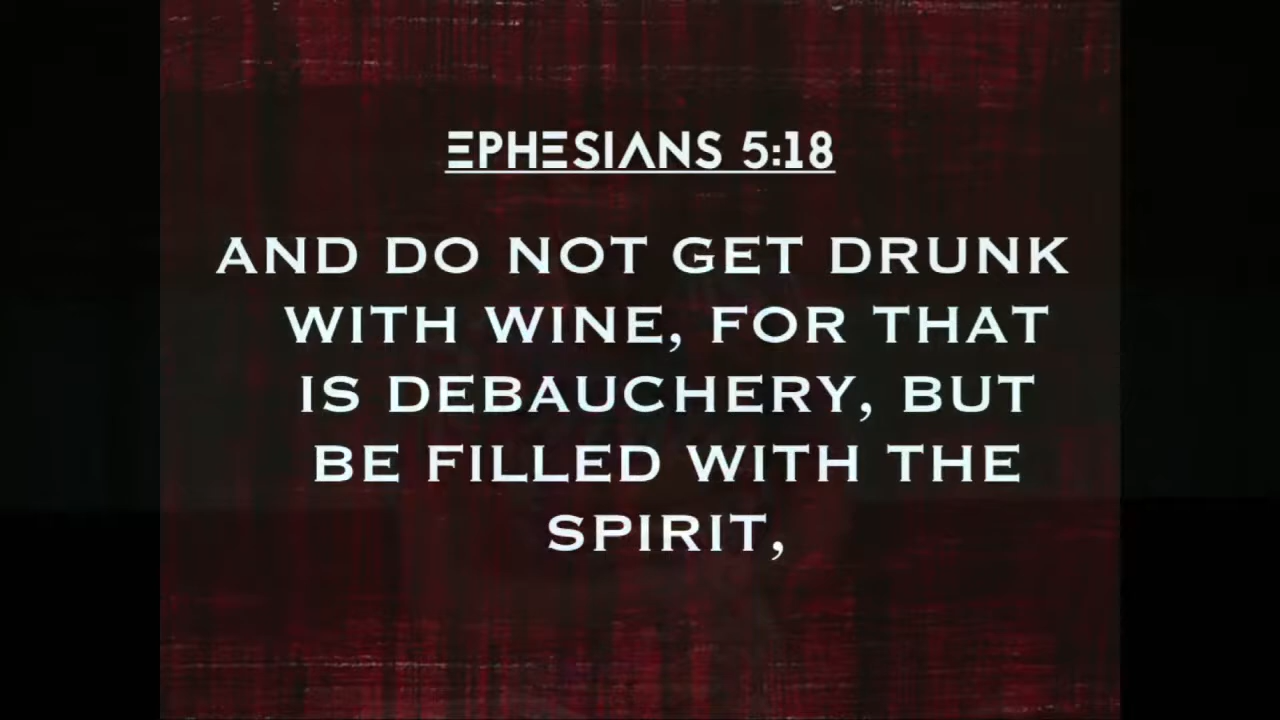 EPHESIANS 5:18
AND DO NOT GET DRUNK
WITH WINE, FOR THAT
IS DEBAUCHERY, BUT
BE FILLED WITH THE
SPIRIT,